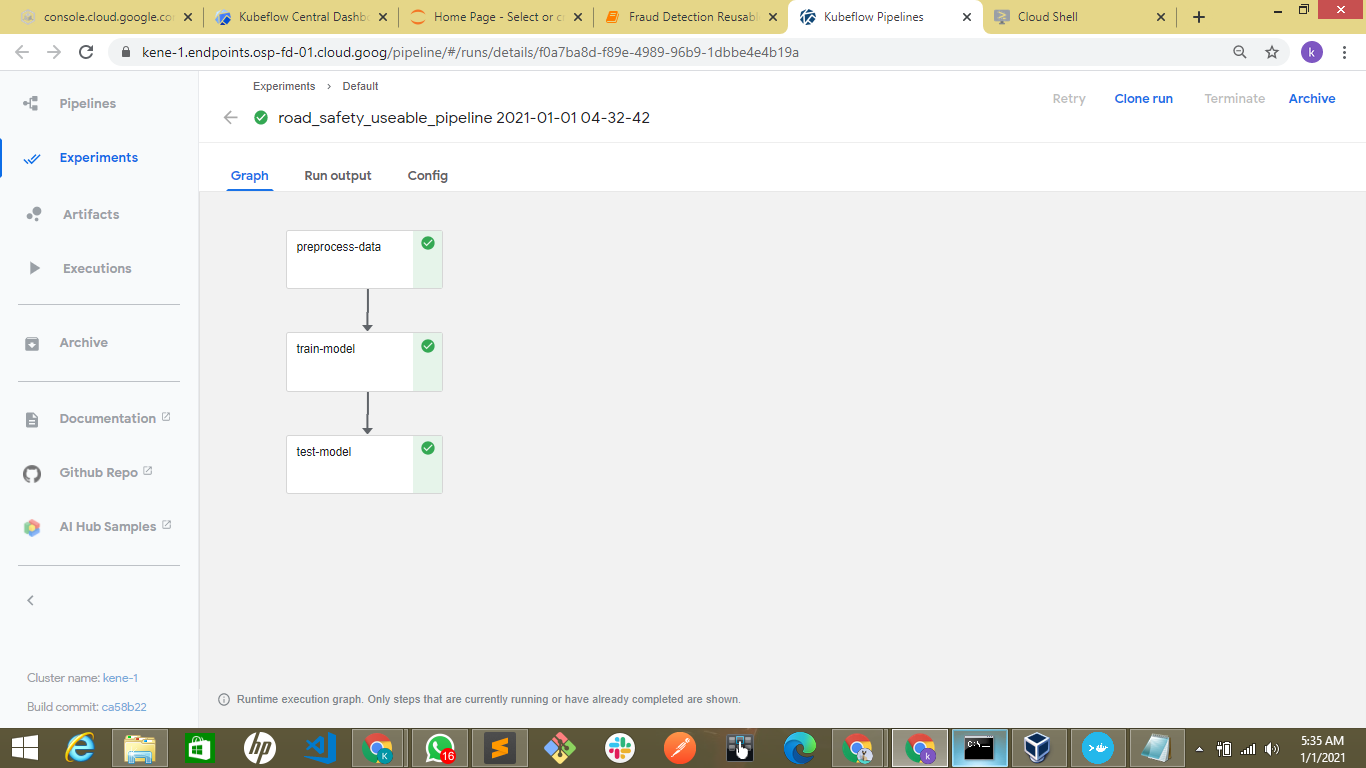 console.cloud.google.co
Kubeflow Central Dashb
Home Page - Select or c
Fraud Detection Reusabl
Kubeflow Pipelines
Cloud Shell
kene-1.endpoints.osp-fd-01.cloud.goog/pipeline/#/runs/details/f0a7ba8d-f89e-4989-96b9-1dbbe4e4b19a
k
Pipelines
Experiments
Artifacts
Executions
Archive
Documentation
Github Repo
AI Hub Samples
Cluster name: kene-1
Build commit: ca58b22
Experiments > Default
road_safety_useable_pipeline 2021-01-01 04-32-42
Retry
Clone run
Terminate
Archive
Graph
Run output
Config
preprocess-data
train-model
test-model
Runtime execution graph. Only steps that are currently running or have already completed are shown.
hp
K
16
k
C:\.
5:35 AM
1/1/2021